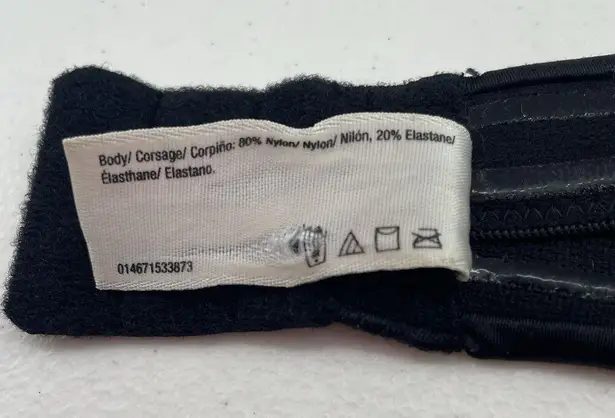 Body/ Corsage/ Corpiño: 80% Nylon/ Nylon/ Nilón, 20% Elastane/
Élasthane/ Elastano.
014671533873